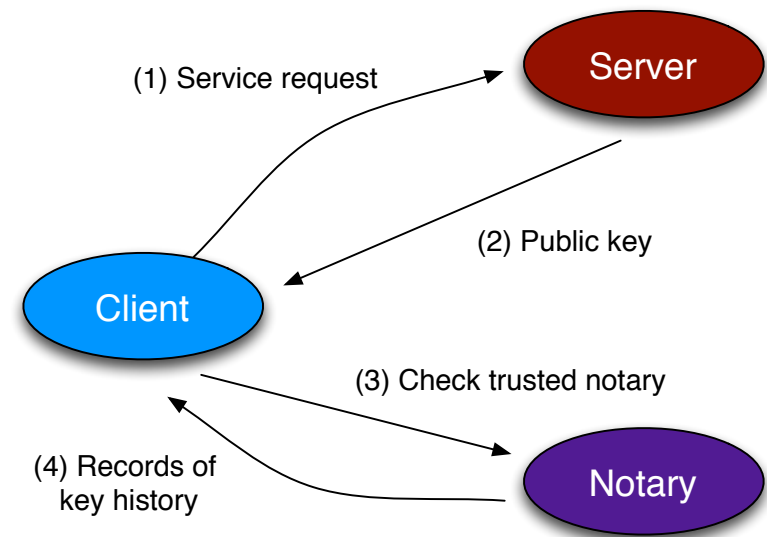 Server
(1) Service request
(2) Public key
Client
(3) Check trusted notary
(4) Records of
key history
Notary